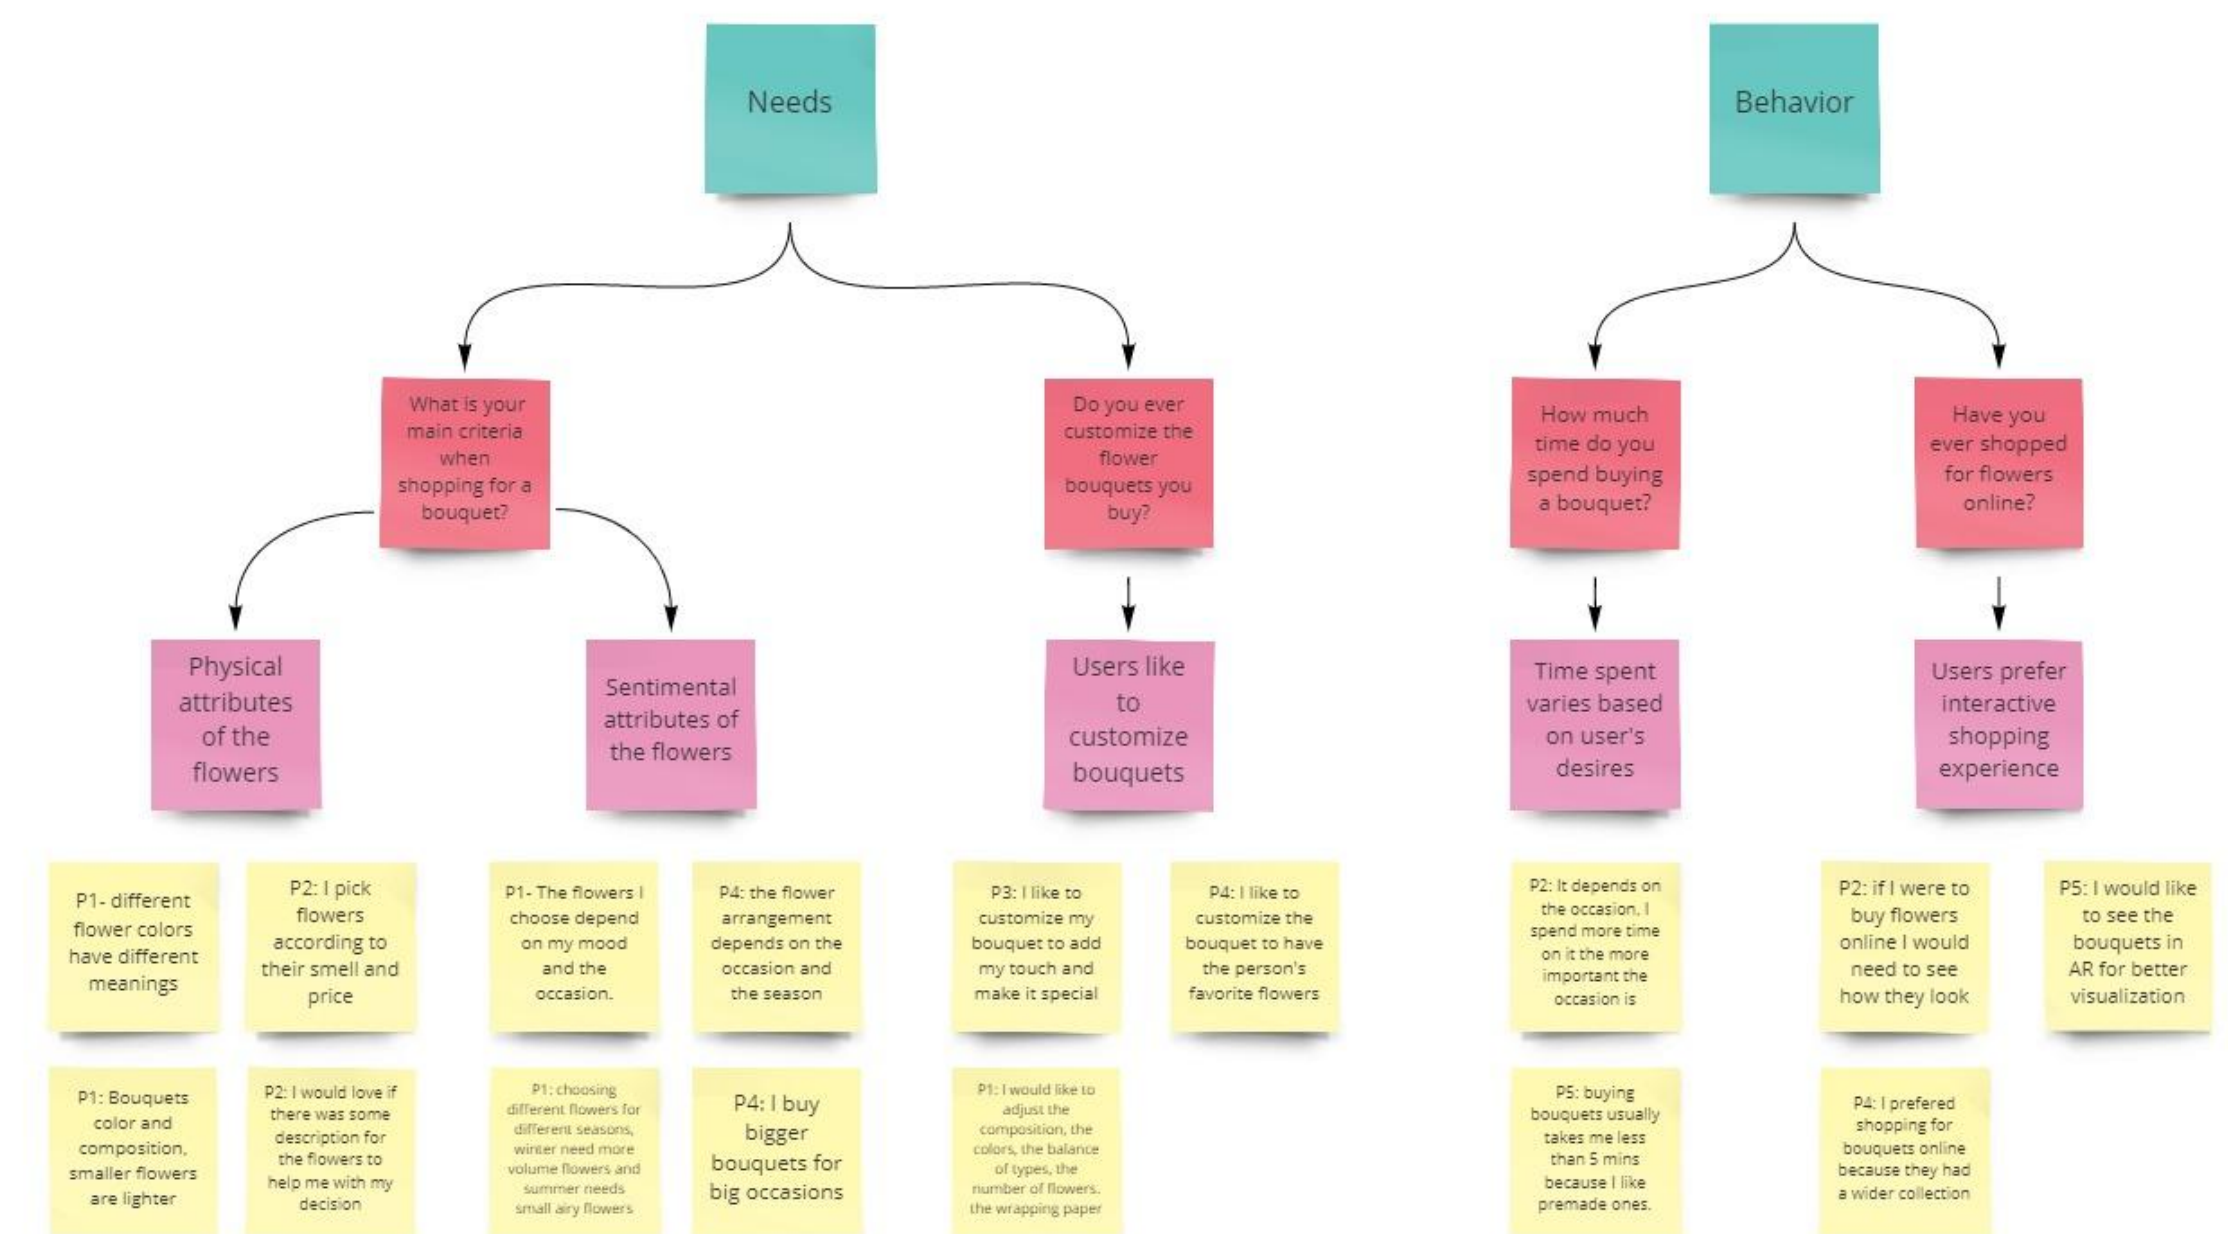 Needs
Behavior
What is your
main criteria
when
shopping for a
bouquet?
Do you ever
customize the
flower
bouquets you
buy?
How much
time do you
spend buying
a bouquet?
Have you
ever shopped
for flowers
online?
Physical
attributes
of the
flowers
Sentimental
attributes of
the flowers
Users like
to
customize
bouquets
Time spent
varies based
on user's
desires
Users prefer
interactive
shopping
experience
P1- different
flower colors
have different
meanings
P2: I pick
flowers
according to
their smell and
price
P1- The flowers I
choose depend
on my mood
and the
occasion.
P4: the flower
arrangement
depends on the
occasion and
the season
P3: I like to
customize my
bouquet to add
my touch and
make it special
P4: I like to
customize the
bouquet to have
the person's
favorite flowers
P2: It depends on
the occasion, I
spend more time
on it the more
important the
occasion is
P2: if I were to
buy flowers
online I would
need to see
how they look
P5: I would like
to see the
bouquets in
AR for better
visualization
P1: Bouquets
color and
composition,
smaller flowers
are lighter
P2: I would love if
there was some
description for
the flowers to
help me with my
decision
P1: choosing
different flowers for
different seasons,
winter need more
volume flowers and
summer needs
small airy flowers
P4: I buy
bigger
bouquets for
big occasions
P1: I would like to
adjust the
composition, the
colors, the balance
of types, the
number of flowers.
the wrapping paper
P5: buying
bouquets usually
takes me less
than 5 mins
because I like
premade ones.
P4: I prefered
shopping for
bouquets online
because they had
a wider collection